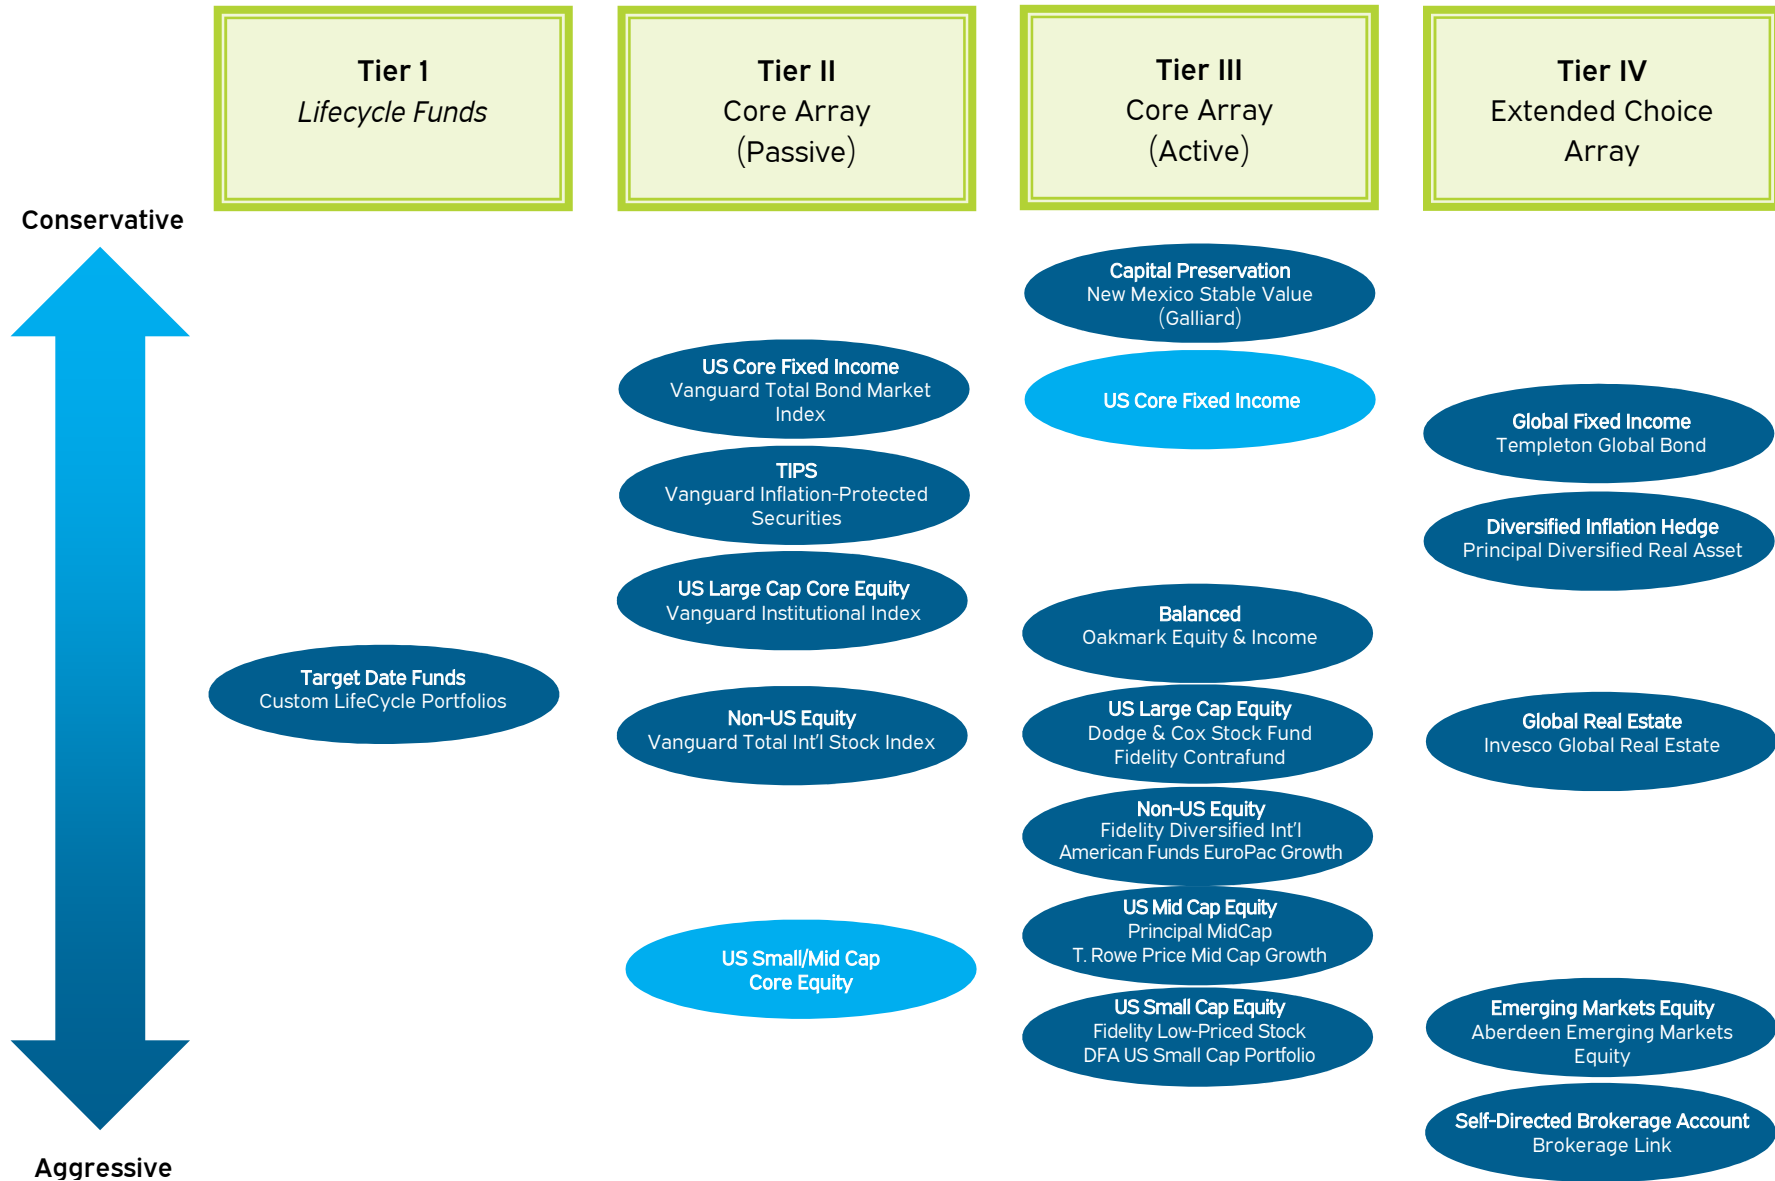 Tier 1
Lifecycle Funds
Tier II
Core Array
(Passive)
Tier III
Core Array
(Active)
Tier IV
Extended Choice
Array
Conservative
Aggressive
Target Date Funds
Custom LifeCycle Portfolios
US Core Fixed Income
Vanguard Total Bond Market
Index
TIPS
Vanguard Inflation-Protected
Securities
US Large Cap Core Equity
Vanguard Institutional Index
Non-US Equity
Vanguard Total Int'l Stock Index
US Small/Mid Cap
Core Equity
Capital Preservation
New Mexico Stable Value
(Galliard)
US Core Fixed Income
Balanced
Oakmark Equity & Income
US Large Cap Equity
Dodge & Cox Stock Fund
Fidelity Contrafund
Non-US Equity
Fidelity Diversified Int'l
American Funds EuroPac Growth
US Mid Cap Equity
Principal MidCap
T. Rowe Price Mid Cap Growth
US Small Cap Equity
Fidelity Low-Priced Stock
DFA US Small Cap Portfolio
Global Fixed Income
Templeton Global Bond
Diversified Inflation Hedge
Principal Diversified Real Asset
Global Real Estate
Invesco Global Real Estate
Emerging Markets Equity
Aberdeen Emerging Markets
Equity
Self-Directed Brokerage Account
Brokerage Link